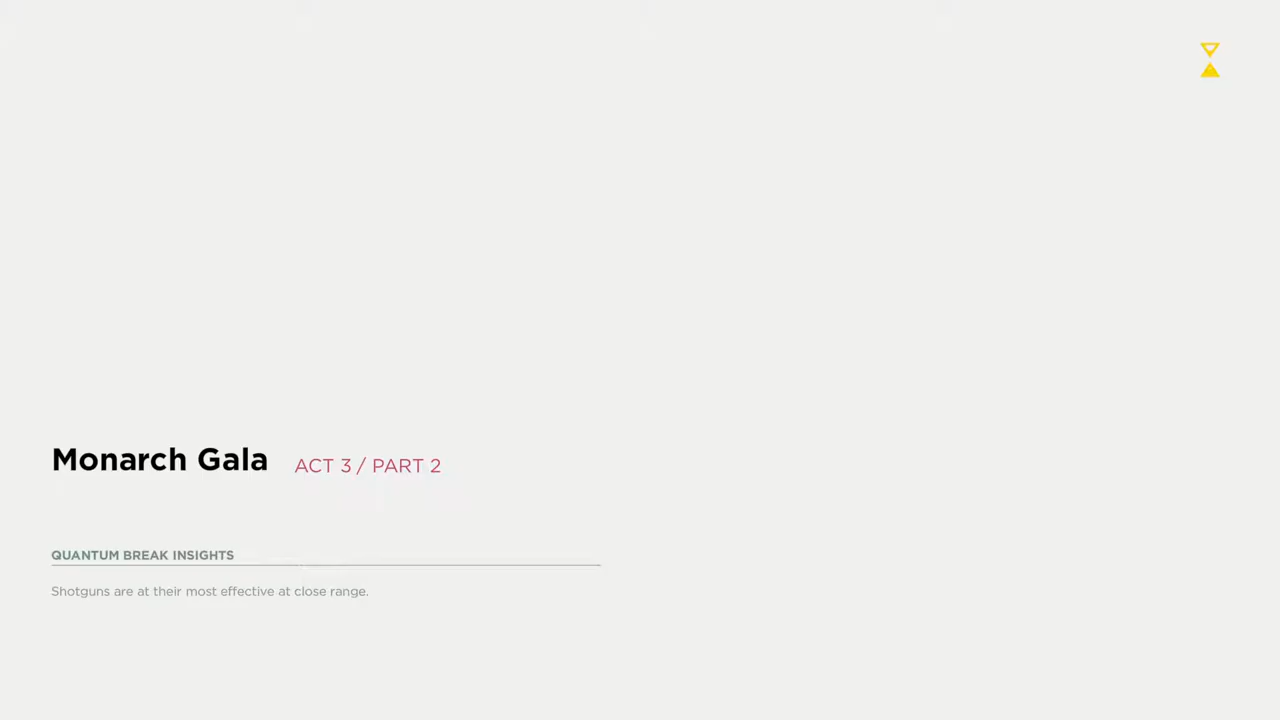 Monarch Gala ACT 3 / PART 2
QUANTUM BREAK INSIGHTS
Shotguns are at their most effective at close range.